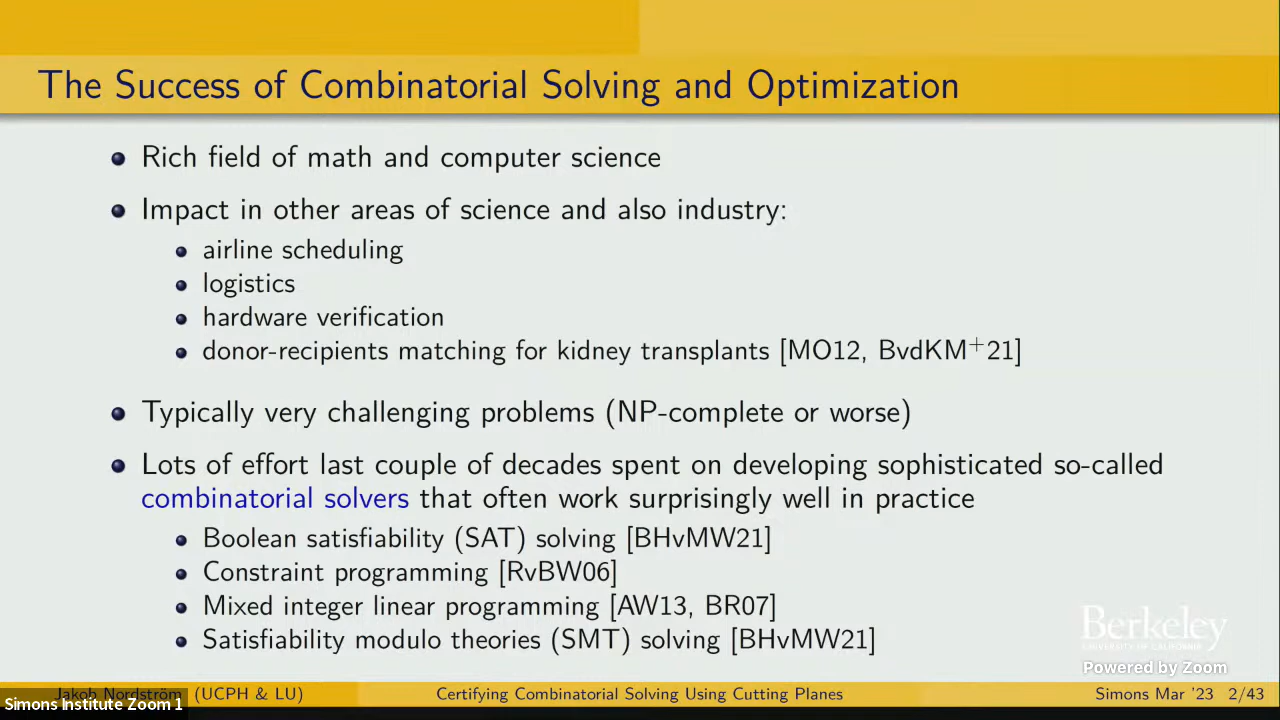 The Success of Combinatorial Solving and Optimization
Rich field of math and computer science
Impact in other areas of science and also industry:
airline scheduling
logistics
hardware verification
donor-recipients matching for kidney transplants [MO12, BvdKM+21]
Typically very challenging problems (NP-complete or worse)
Lots of effort last couple of decades spent on developing sophisticated so-called
combinatorial solvers that often work surprisingly well in practice
Boolean satisfiability (SAT) solving [BHvMW21]
Constraint programming [RvBW06]
Mixed integer linear programming [AW13, BR07]
Satisfiability modulo theories (SMT) solving [BHvMW21]
Berkeley
UNIVERSITY OF CALIFORNIA
Powered by Zoom
Jakob Nordström (UCPH & LU) Certifying Combinatorial Solving Using Cutting Planes Simons Mar '23 2/43
Simons Institute Zoom 1